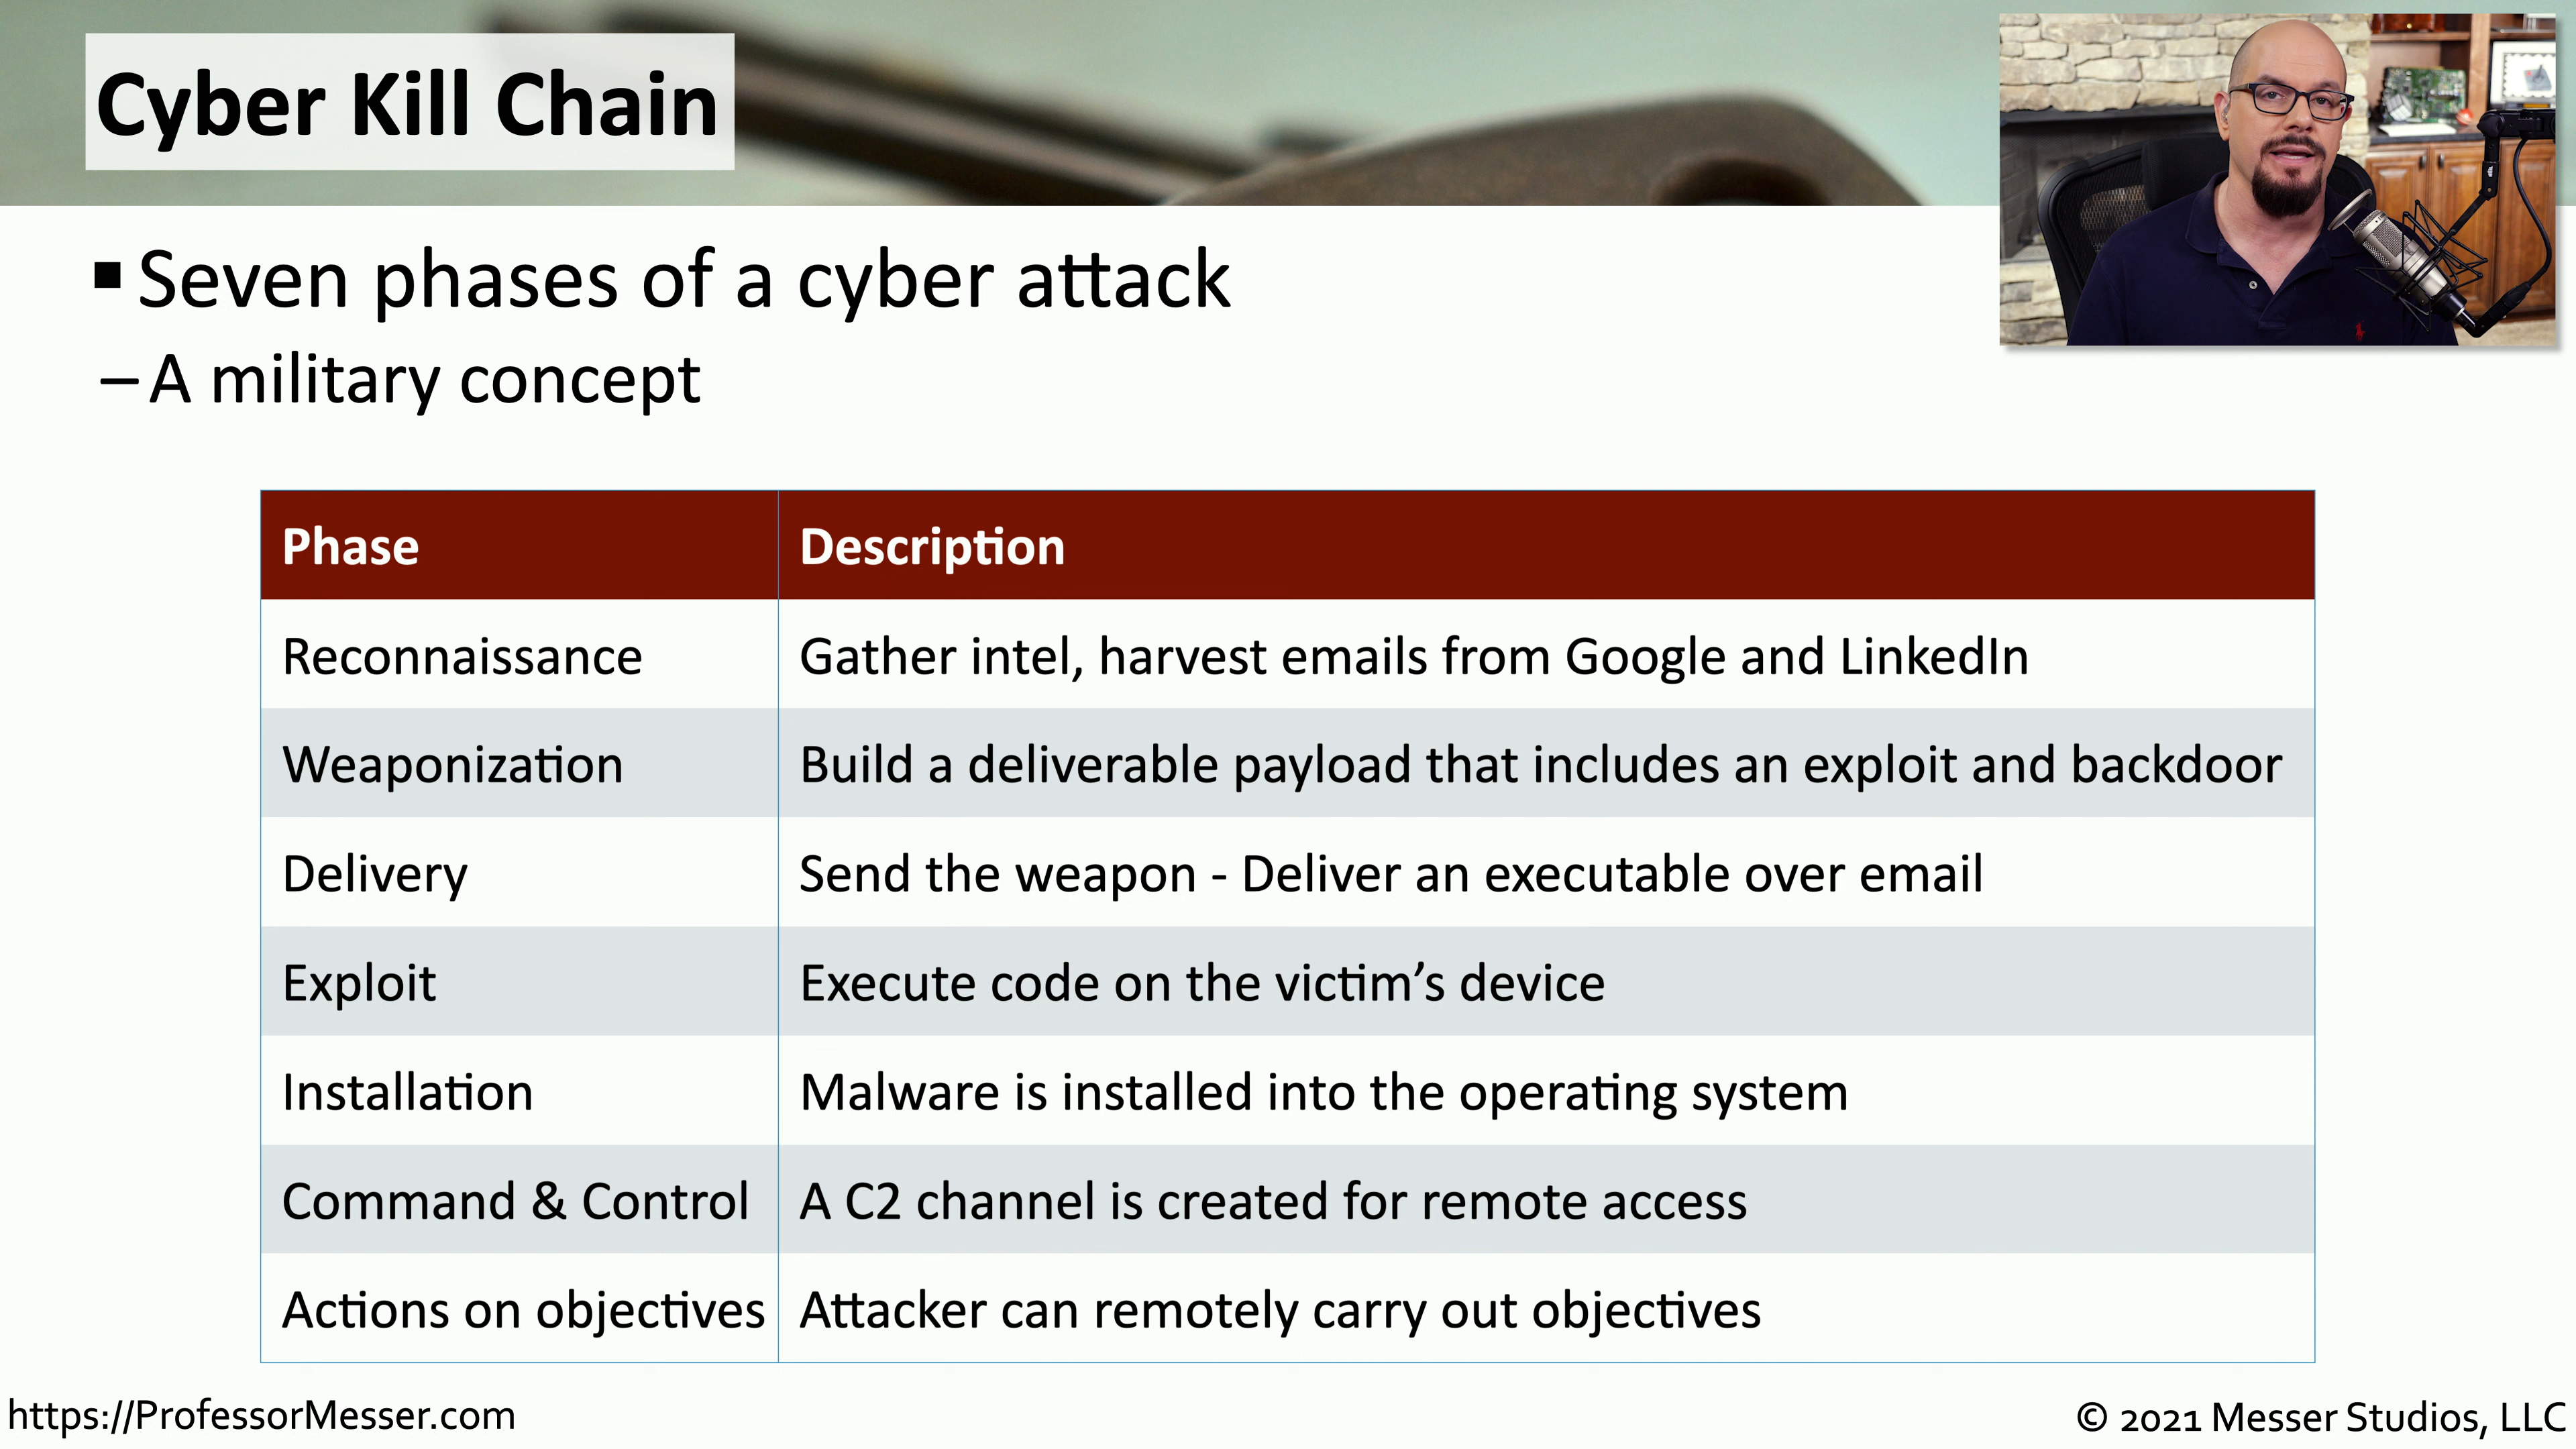 Cyber Kill Chain
▪ Seven phases of a cyber attack
– A military concept
Phase Description
Reconnaissance Gather intel, harvest emails from Google and LinkedIn
Weaponization Build a deliverable payload that includes an exploit and backdoor
Delivery Send the weapon - Deliver an executable over email
Exploit Execute code on the victim’s device
Installation Malware is installed into the operating system
Command & Control A C2 channel is created for remote access
Actions on objectives Attacker can remotely carry out objectives
https://ProfessorMesser.com
© 2021 Messer Studios, LLC